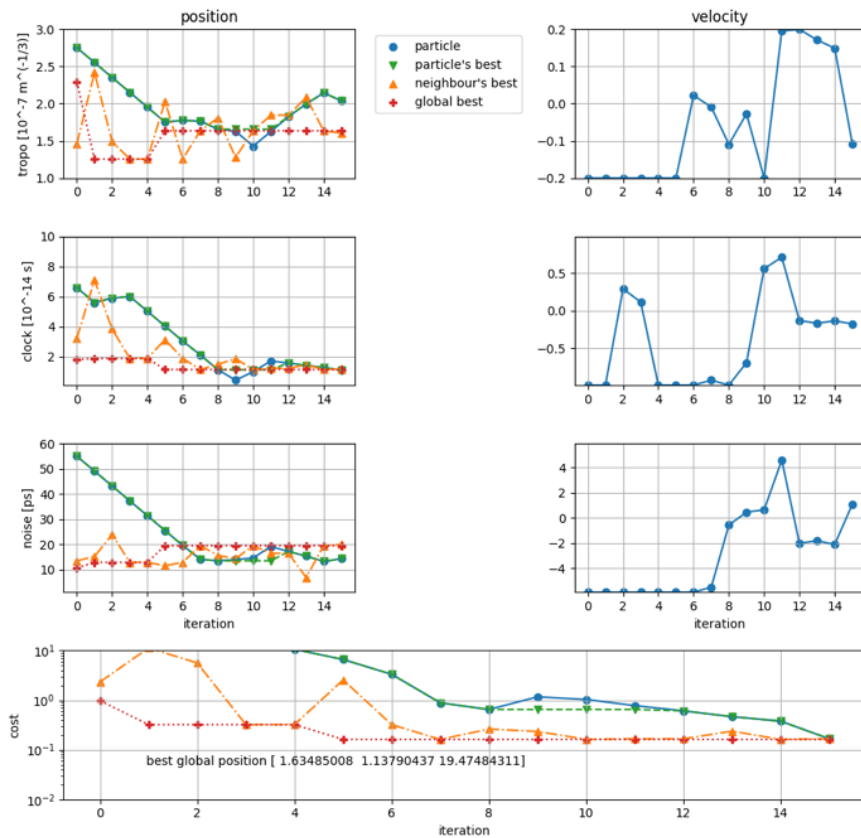 position
velocity
tropo [10^-7 m^(-1/3)]
3.0
2.5
2.0
1.5
1.0
0 2 4 6 8 10 12 14
particle
particle's best
neighbour's best
global best
0.2
0.1
0.0
−0.1
−0.2
0 2 4 6 8 10 12 14
clock [10^-14 s]
10
8
6
4
2
0 2 4 6 8 10 12 14
0.5
0.0
−0.5
0 2 4 6 8 10 12 14
noise [ps]
60
50
40
30
20
10
0 2 4 6 8 10 12 14
iteration
4
2
0
−2
−4
0 2 4 6 8 10 12 14
iteration
cost
10^1
10^0
10^−1
10^−2
best global position [ 1.63485008 1.13790437 19.47484311]
0 2 4 6 8 10 12 14
iteration